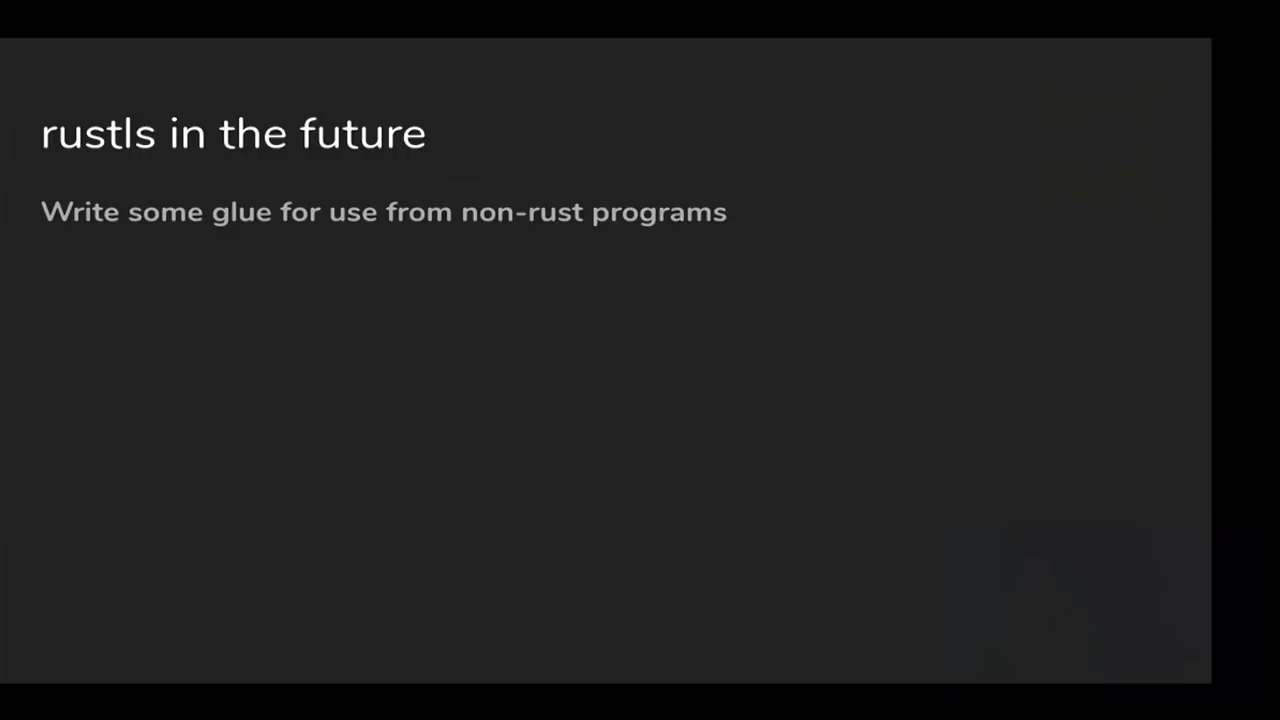 rustls in the future
Write some glue for use from non-rust programs